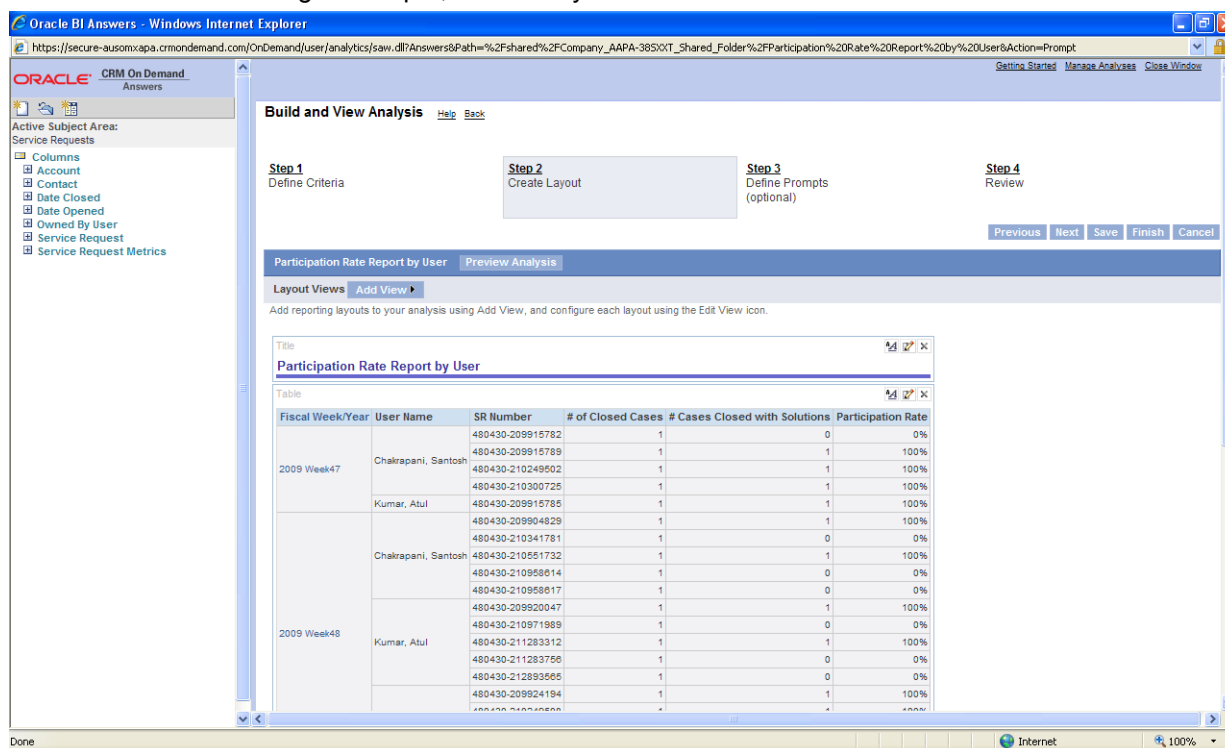 Oracle BI Answers - Windows Internet Explorer
https://secure-ausomxapa.crmondemand.com/OnDemand/user/analytics/saw.dll?Answers&Path=%2Fshared%2FCompany_AAPA-38SXXT_Shared_Folder%2FParticipation%20Rate%20Report%20by%20User&Action=Prompt
Getting Started Manage Analyses Close Window
ORACLE CRM On Demand
Answers
Build and View Analysis Help Back
Active Subject Area:
Service Requests
Columns
Account
Contact
Date Closed
Date Opened
Owned By User
Service Request
Service Request Metrics
Step 1 Step 2 Step 3 Step 4
Define Criteria Create Layout Define Prompts Review
(optional)
Previous Next Save Finish Cancel
Participation Rate Report by User Preview Analysis
Layout Views Add View
Add reporting layouts to your analysis using Add View, and configure each layout using the Edit View icon.
Title
Participation Rate Report by User
Table
Fiscal Week/Year User Name SR Number # of Closed Cases # Cases Closed with Solutions Participation Rate
2009 Week47 Chakrapani, Santosh 480430-209915782 1 0 0%
480430-209915789 1 1 100%
480430-210249502 1 1 100%
480430-210300725 1 1 100%
Kumar, Atul 480430-209915785 1 1 100%
2009 Week48 Chakrapani, Santosh 480430-209904829 1 1 100%
480430-210341781 1 0 0%
480430-210551732 1 1 100%
480430-210958614 1 0 0%
480430-210958617 1 0 0%
Kumar, Atul 480430-209920047 1 1 100%
480430-210971989 1 0 0%
480430-211283312 1 1 100%
480430-211283756 1 0 0%
480430-212893565 1 0 0%
480430-209924194 1 1 100%
Done Internet 100%